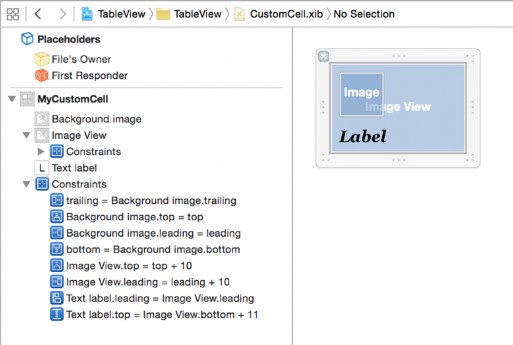 TableView TableView CustomCell.xib No Selection
Placeholders
File's Owner
First Responder
MyCustomCell
Background image
Image View
Constraints
L Text label
Constraints
trailing = Background image.trailing
Background image.top = top
Background image.leading = leading
bottom = Background image.bottom
Image View.top = top + 10
Image View.leading = leading + 10
Text label.leading = Image View.leading
Text label.top = Image View.bottom + 11
Image
Image View
Label